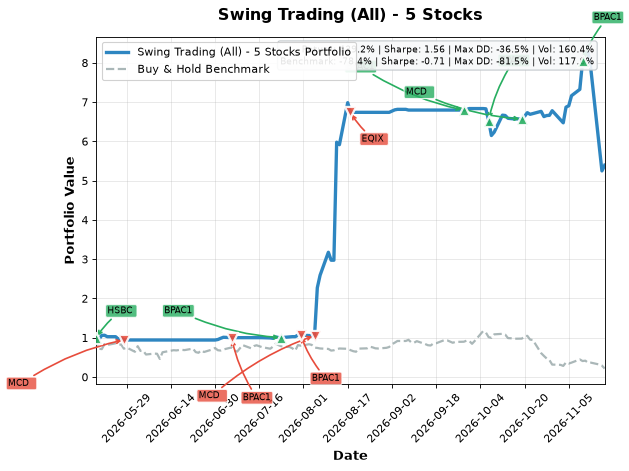 Swing Trading (All) - 5 Stocks
BPAC1
Swing Trading (All) - 5 Stocks Portfolio
.2% | Sharpe: 1.56 | Max DD: -36.5% | Vol: 160.4%
Buy & Hold Benchmark
Benchmark: | Sharpe: -0.71 | Max DD: -81.5% | Vol:
8
7
6
5
4
3
2
1
0
Portfolio Value
MCD
EQIX
HSBC
BPAC1
BPAC1
MCD
MCD
BPAC1
2026-05-29
2026-06-14
2026-06-30
2026-07-16
2026-08-01
2026-08-17
2026-09-02
2026-09-18
2026-10-04
2026-10-20
2026-11-05
Date